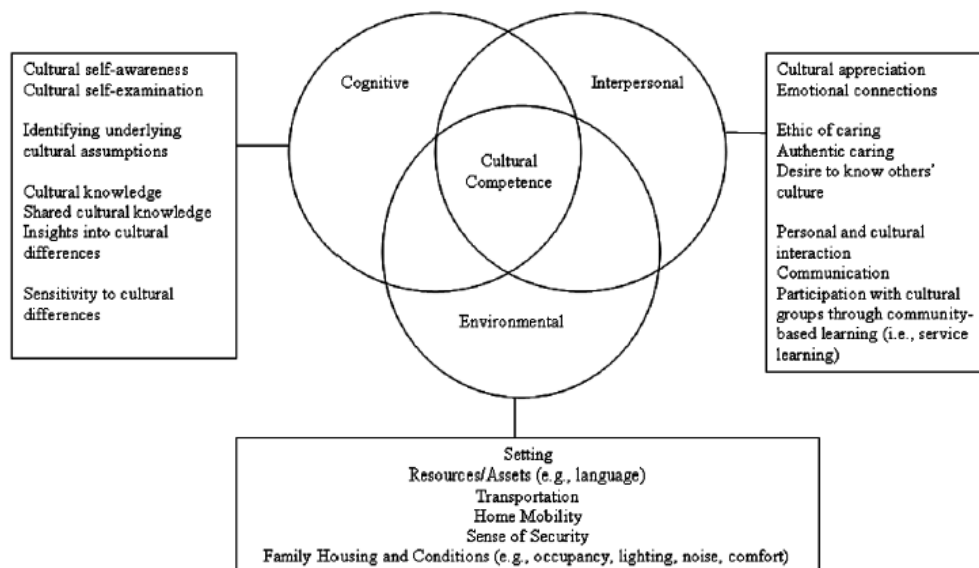 Cultural self-awareness
Cultural self-examination
Identifying underlying
cultural assumptions
Cultural knowledge
Shared cultural knowledge
Insights into cultural
differences
Sensitivity to cultural
differences
Cognitive
Interpersonal
Cultural
Competence
Environmental
Cultural appreciation
Emotional connections
Ethic of caring
Authentic caring
Desire to know others'
culture
Personal and cultural
interaction
Communication
Participation with cultural
groups through community-
based learning (i.e., service
learning)
Setting
Resources/Assets (e.g., language)
Transportation
Home Mobility
Sense of Security
Family Housing and Conditions (e.g., occupancy, lighting, noise, comfort)